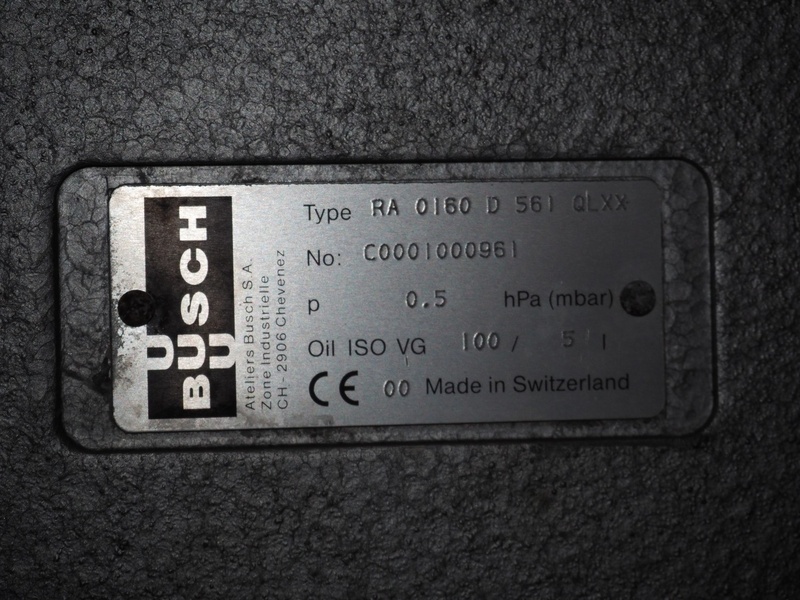 BUSCH
Ateliers Busch S.A.
Zone Industrielle
CH-2906 Chevenez
Type RA 0160 D 561 QLXX
No: C0001000961
p 0.5 hPa (mbar)
Oil ISO VG 100 / 5 l
CE 00 Made in Switzerland